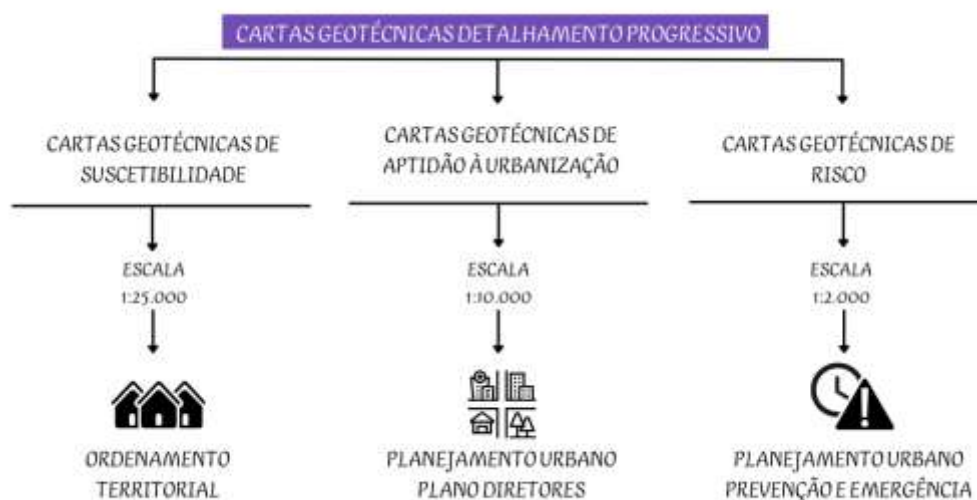 CARTAS GEOTÉCNICAS DETALHAMENTO PROGRESSIVO
CARTAS GEOTÉCNICAS DE
SUSCETIBILIDADE
ESCALA
1:25.000
ORDENAMENTO
TERRITORIAL
CARTAS GEOTÉCNICAS DE
APTIDÃO À URBANIZAÇÃO
ESCALA
1:10.000
PLANEJAMENTO URBANO
PLANO DIRETORES
CARTAS GEOTÉCNICAS DE
RISCO
ESCALA
1:2.000
PLANEJAMENTO URBANO
PREVENÇÃO E EMERGÊNCIA